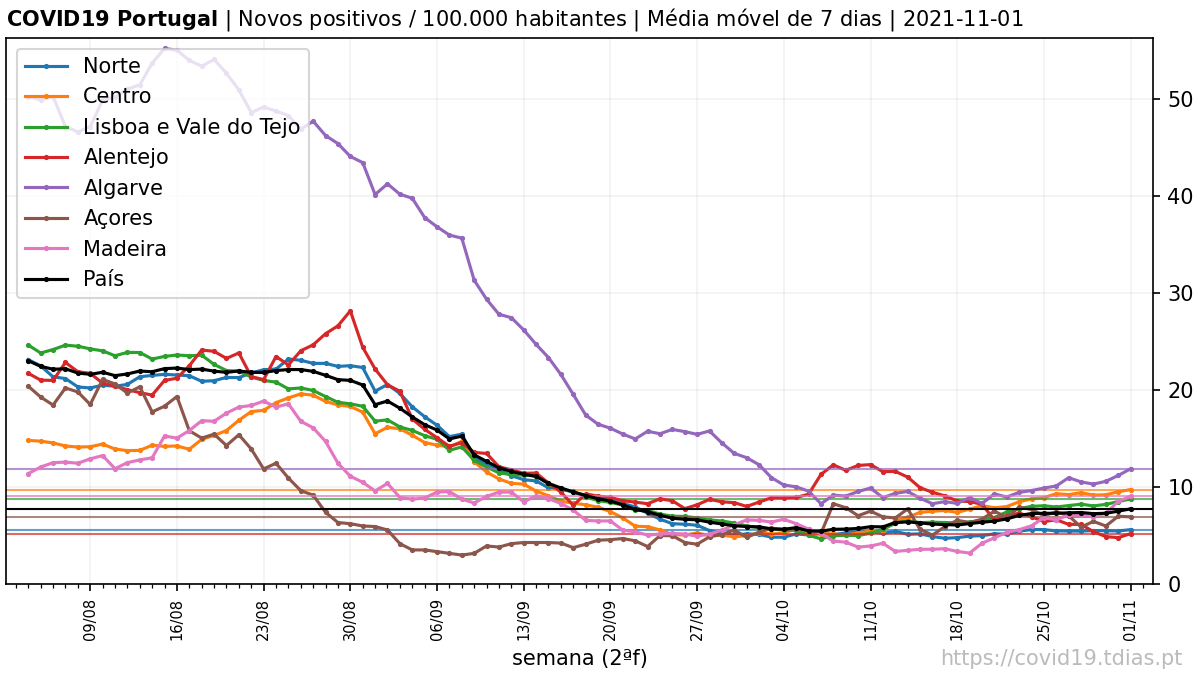 COVID19 Portugal | Novos positivos / 100.000 habitantes | Média móvel de 7 dias | 2021-11-01
Norte
Centro
Lisboa e Vale do Tejo
Alentejo
Algarve
Açores
Madeira
País
50
40
30
20
10
0
09/08
16/08
23/08
30/08
06/09
13/09
20/09
27/09
04/10
11/10
18/10
25/10
01/11
semana (2ªf)
https://covid19.tdias.pt